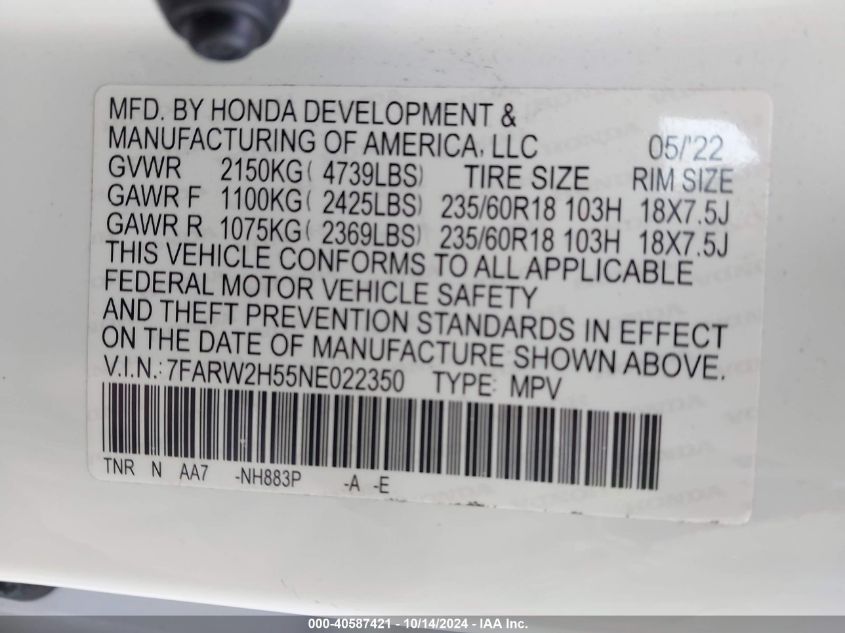 MFD. BY HONDA DEVELOPMENT &
MANUFACTURING OF AMERICA, LLC 05/'22
GVWR 2150KG( 4739LBS) TIRE SIZE RIM SIZE
GAWR F 1100KG( 2425LBS) 235/60R18 103H 18X7.5J
GAWR R 1075KG( 2369LBS) 235/60R18 103H 18X7.5J
THIS VEHICLE CONFORMS TO ALL APPLICABLE
FEDERAL MOTOR VEHICLE SAFETY
AND THEFT PREVENTION STANDARDS IN EFFECT
ON THE DATE OF MANUFACTURE SHOWN ABOVE.
V.I.N.: 7FARW2H55NE022350 TYPE: MPV
TNR N AA7 -NH883P -A -E
000-40587421 - 10/14/2024 - IAA Inc.